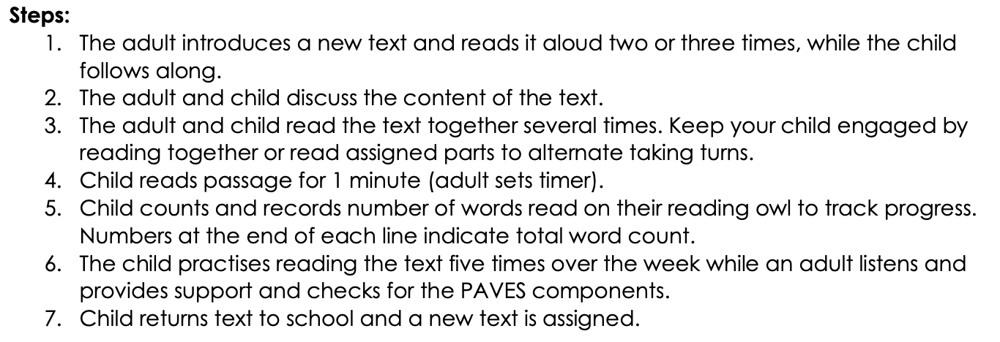 Steps:
1. The adult introduces a new text and reads it aloud two or three times, while the child
follows along.
2. The adult and child discuss the content of the text.
3. The adult and child read the text together several times. Keep your child engaged by
reading together or read assigned parts to alternate taking turns.
4. Child reads passage for 1 minute (adult sets timer).
5. Child counts and records number of words read on their reading owl to track progress.
Numbers at the end of each line indicate total word count.
6. The child practises reading the text five times over the week while an adult listens and
provides support and checks for the PAVES components.
7. Child returns text to school and a new text is assigned.